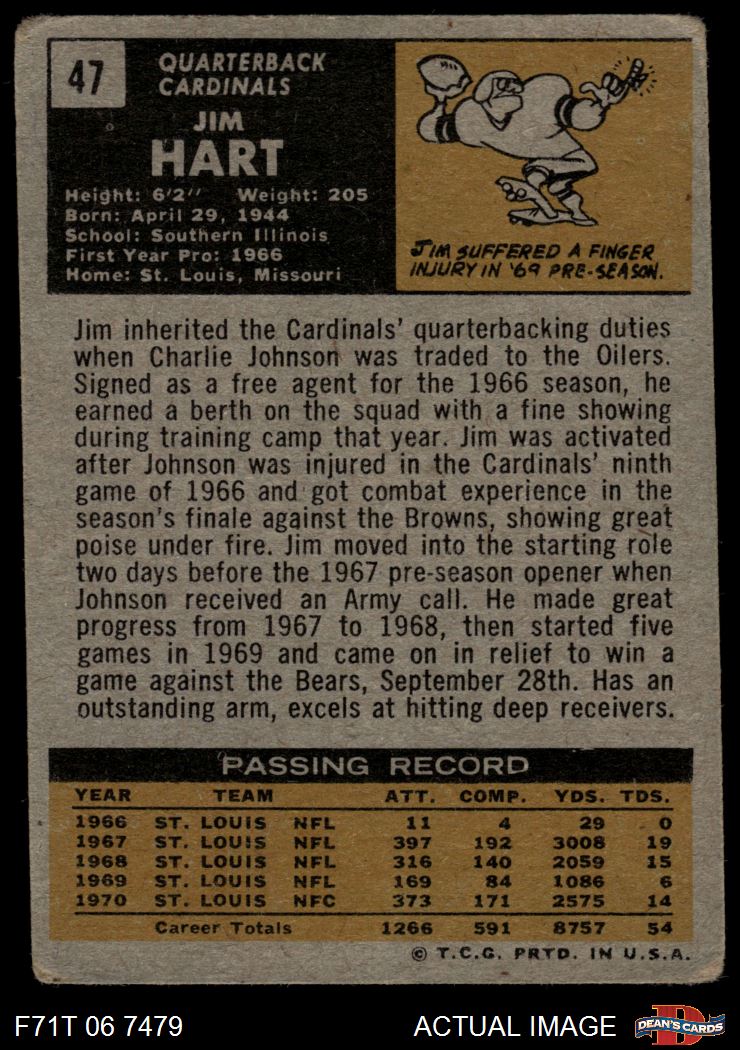 47
QUARTERBACK
CARDINALS
JIM
HART
Height: 6'2" Weight: 205
Born: April 29, 1944
School: Southern Illinois
First Year Pro: 1966
Home: St. Louis, Missouri
JIM SUFFERED A FINGER
INJURY IN '69 PRE-SEASON.
Jim inherited the Cardinals' quarterbacking duties
when Charlie Johnson was traded to the Oilers.
Signed as a free agent for the 1966 season, he
earned a berth on the squad with a fine showing
during training camp that year. Jim was activated
after Johnson was injured in the Cardinals' ninth
game of 1966 and got combat experience in the
season's finale against the Browns, showing great
poise under fire. Jim moved into the starting role
two days before the 1967 pre-season opener when
Johnson received an Army call. He made great
progress from 1967 to 1968, then started five
games in 1969 and came on in relief to win a
game against the Bears, September 28th. Has an
outstanding arm, excels at hitting deep receivers.
PASSING RECORD
YEAR TEAM ATT. COMP. YDS. TDS.
1966 ST. LOUIS NFL 11 4 29 0
1967 ST. LOUIS NFL 397 192 3008 19
1968 ST. LOUIS NFL 316 140 2059 15
1969 ST. LOUIS NFL 169 84 1086 6
1970 ST. LOUIS NFC 373 171 2575 14
Career Totals 1266 591 8757 54
© T.C.G. PRTD. IN U.S.A.
F71T 06 7479 ACTUAL IMAGE D DEAN'S CARDS